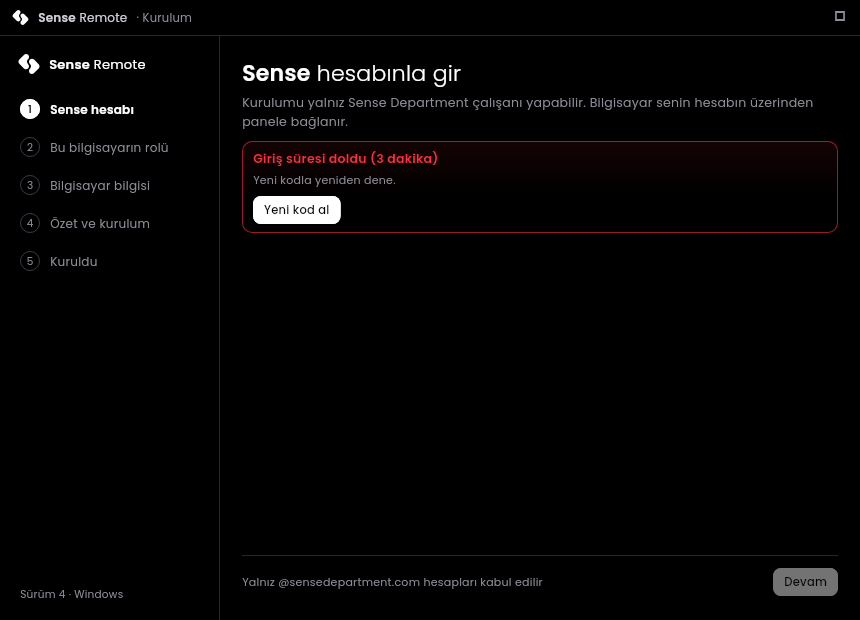 Sense Remote · Kurulum
Sense Remote
1 Sense hesabı
2 Bu bilgisayarın rolü
3 Bilgisayar bilgisi
4 Özet ve kurulum
5 Kuruldu
Sürüm 4 · Windows
Sense hesabınla gir
Kurulumu yalnız Sense Department çalışanı yapabilir. Bilgisayar senin hesabın üzerinden
panele bağlanır.
Giriş süresi doldu (3 dakika)
Yeni kodla yeniden dene.
Yeni kod al
Yalnız @sensedepartment.com hesapları kabul edilir
Devam